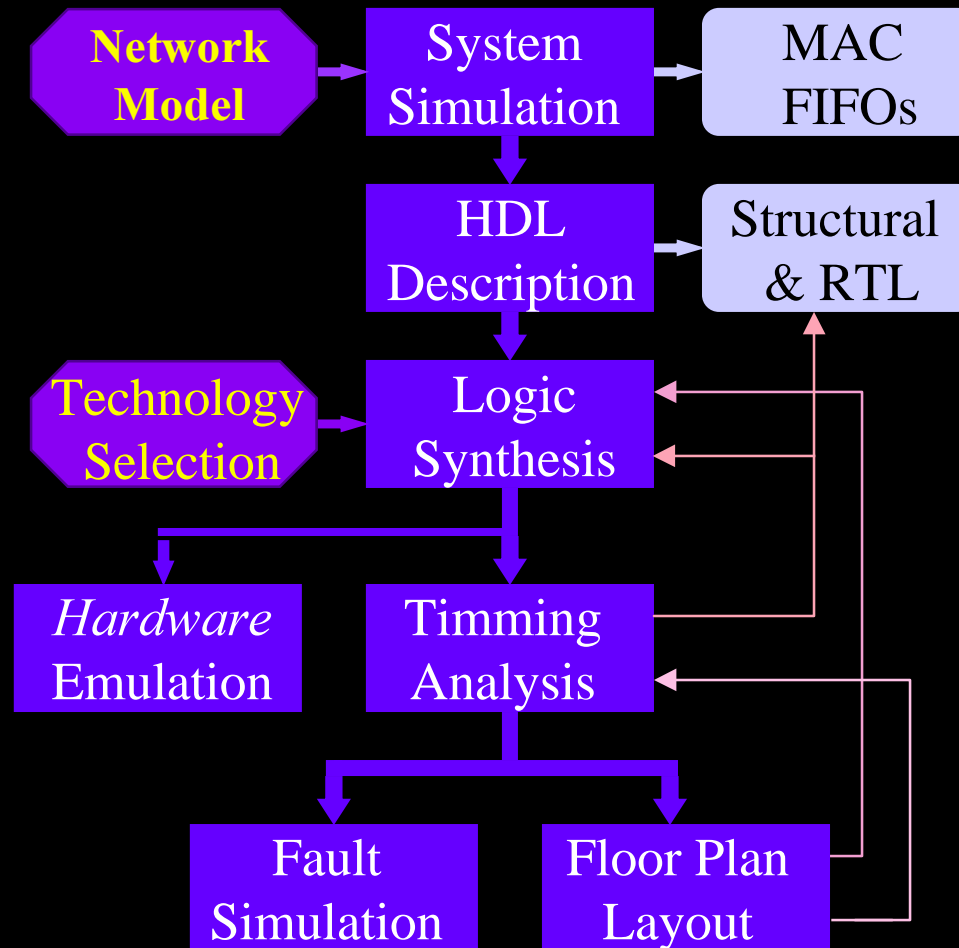 Network
Model
System
Simulation
MAC
FIFOs
HDL
Description
Structural
& RTL
Technology
Selection
Logic
Synthesis
Hardware
Emulation
Timming
Analysis
Fault
Simulation
Floor Plan
Layout